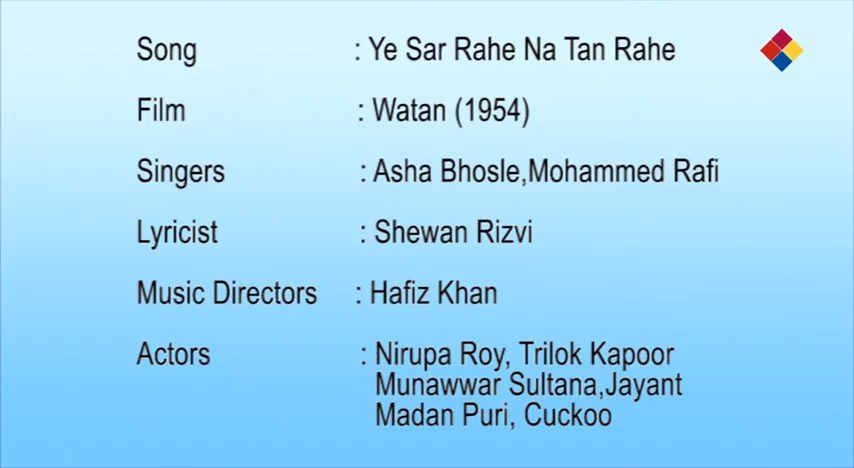 Song : Ye Sar Rahe Na Tan Rahe
Film : Watan (1954)
Singers : Asha Bhosle,Mohammed Rafi
Lyricist : Shewan Rizvi
Music Directors : Hafiz Khan
Actors : Nirupa Roy, Trilok Kapoor
Munawwar Sultana,Jayant
Madan Puri, Cuckoo